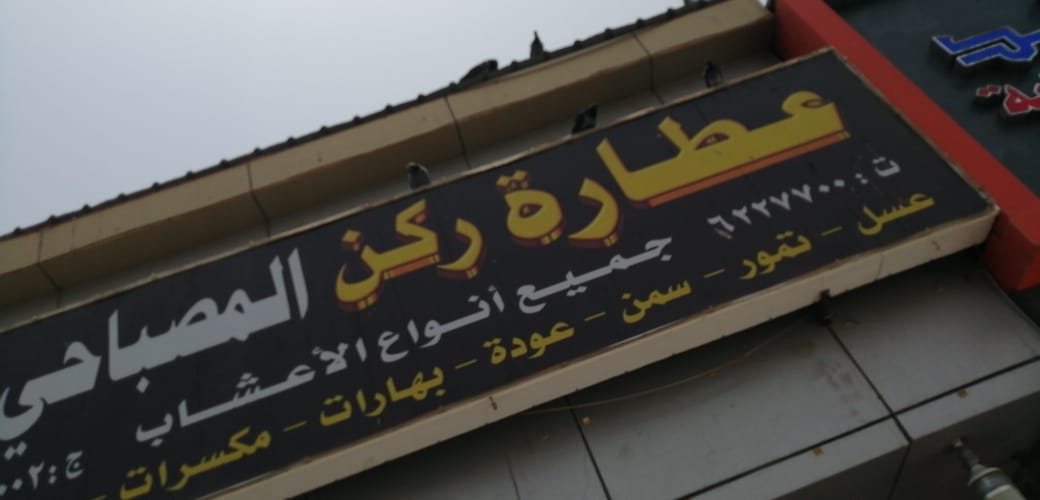 عطارة ركن المصباحي
ت : ٦٢٢٧٧٠٠
جميع أنواع الأعشاب
عسل - تمور - سمن - عودة - بهارات - مكسرات -